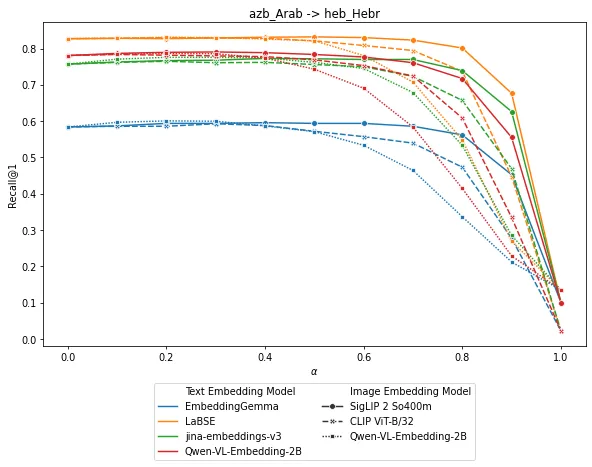 azb_Arab -> heb_Hebr
Recall@1
0.8
0.7
0.6
0.5
0.4
0.3
0.2
0.1
0.0
0.0 0.2 0.4 0.6 0.8 1.0
α
Text Embedding Model Image Embedding Model
EmbeddingGemma SigLIP 2 So400m
LaBSE CLIP ViT-B/32
jina-embeddings-v3 Qwen-VL-Embedding-2B
Qwen-VL-Embedding-2B